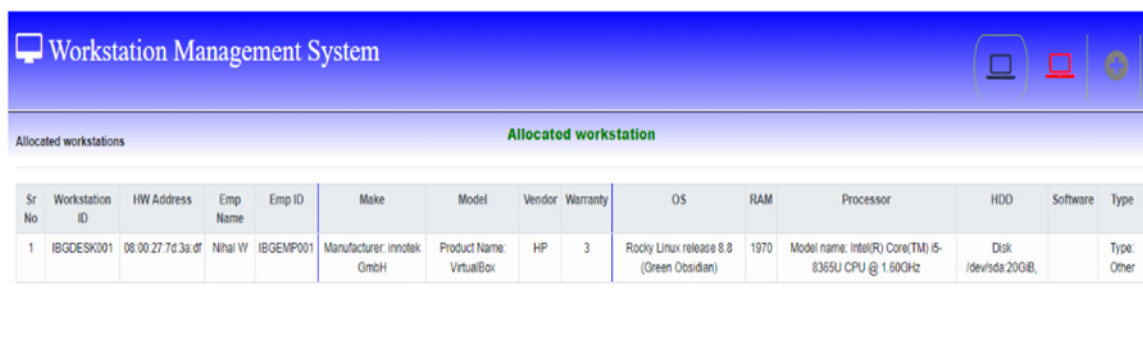 Workstation Management System
Allocated workstations
Allocated workstation
Sr No Workstation ID HW Address Emp Name Emp ID Make Model Vendor Warranty OS RAM Processor HDD Software Type
1 IBGDESK001 08:00:27:7d:3a:df Nihal W IBGEMP001 Manufacturer: innotek GmbH Product Name: VirtualBox HP 3 Rocky Linux release 8.8 (Green Obsidian) 1970 Model name: Intel(R) Core(TM) i5-8365U CPU @ 1.60GHz Disk /dev/sda:20GiB, Type: Other